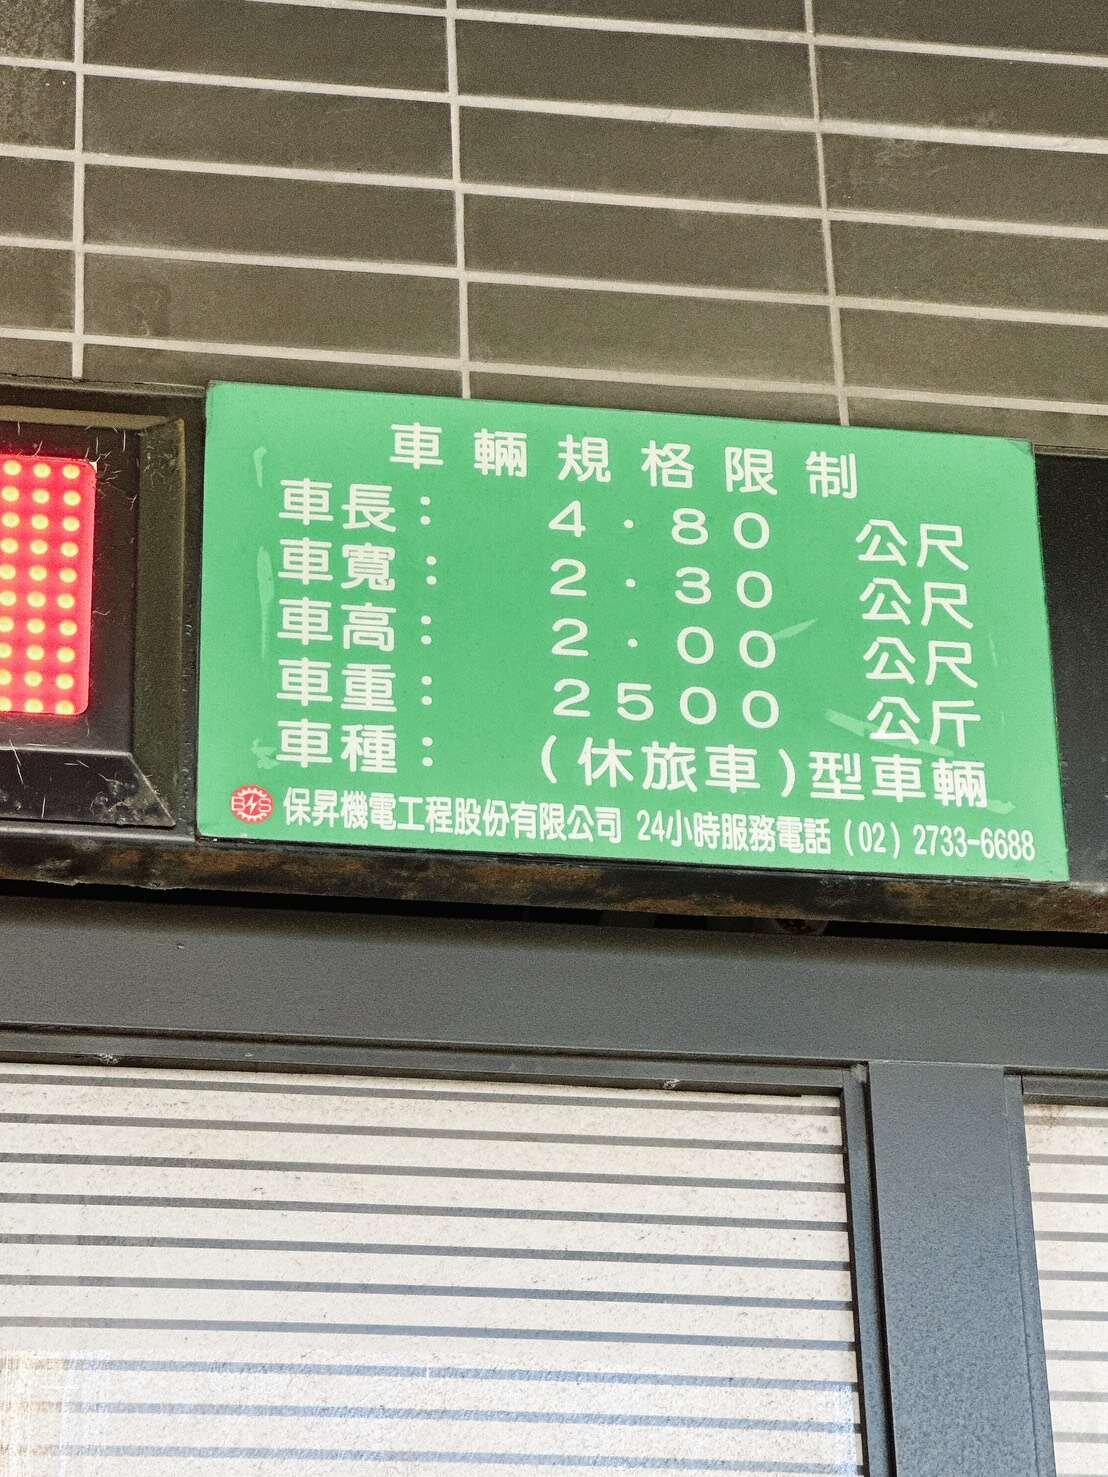 車輛規格限制
車長： 4.80 公尺
車寬： 2.30 公尺
車高： 2.00 公尺
車重： 2500 公斤
車種： (休旅車)型車輛
BS 保昇機電工程股份有限公司 24小時服務電話 (02) 2733-6688